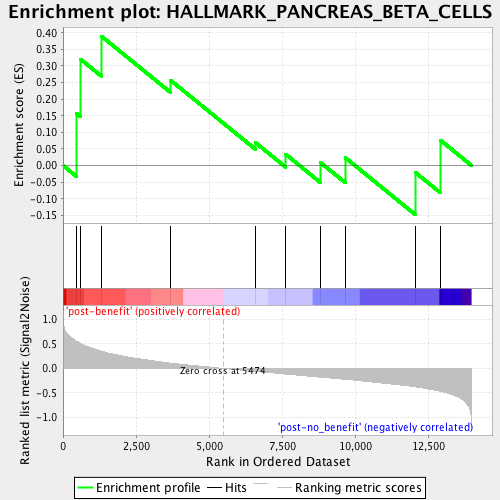 Enrichment plot: HALLMARK_PANCREAS_BETA_CELLS
Enrichment score (ES)
0.40
0.35
0.30
0.25
0.20
0.15
0.10
0.05
0.00
-0.05
-0.10
-0.15
'post-benefit' (positively correlated)
Ranked list metric (Signal2Noise)
1.0
0.5
0.0
-0.5
-1.0
Zero cross at 5474
'post-no_benefit' (negatively correlated)
0
2,500
5,000
7,500
10,000
12,500
Rank in Ordered Dataset
Enrichment profile
Hits
Ranking metric scores